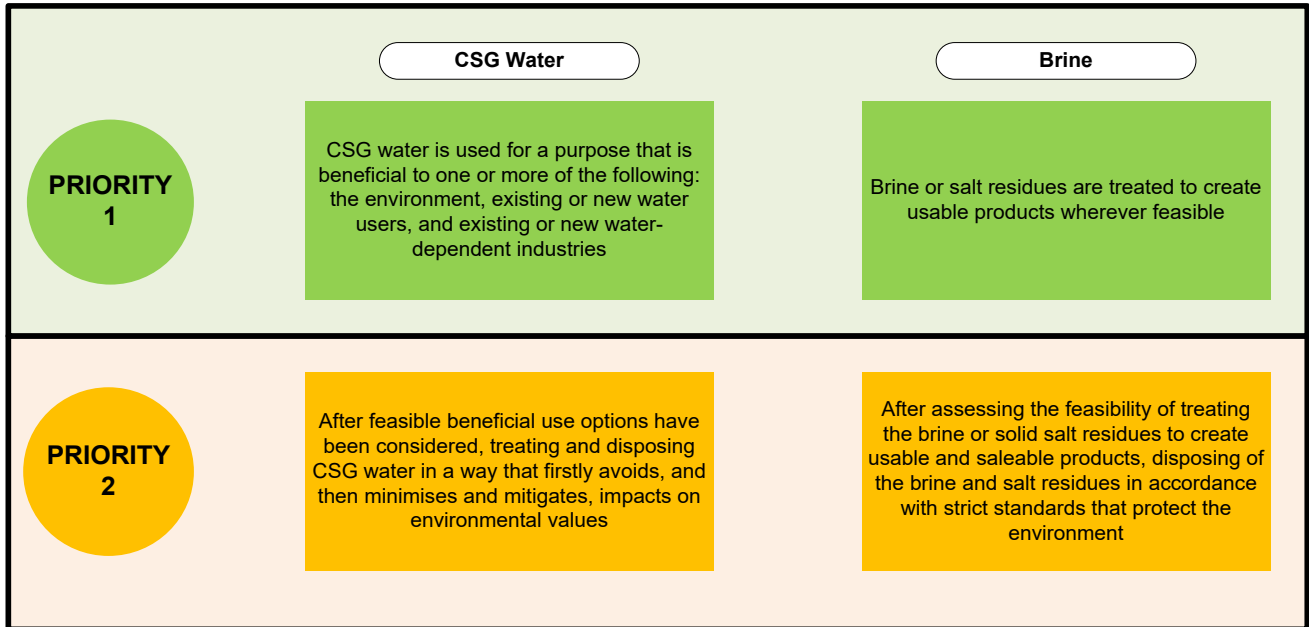 CSG Water
Brine
PRIORITY
1
CSG water is used for a purpose that is
beneficial to one or more of the following:
the environment, existing or new water
users, and existing or new water-
dependent industries
Brine or salt residues are treated to create
usable products wherever feasible
PRIORITY
2
After feasible beneficial use options have
been considered, treating and disposing
CSG water in a way that firstly avoids, and
then minimises and mitigates, impacts on
environmental values
After assessing the feasibility of treating
the brine or solid salt residues to create
usable and saleable products, disposing of
the brine and salt residues in accordance
with strict standards that protect the
environment